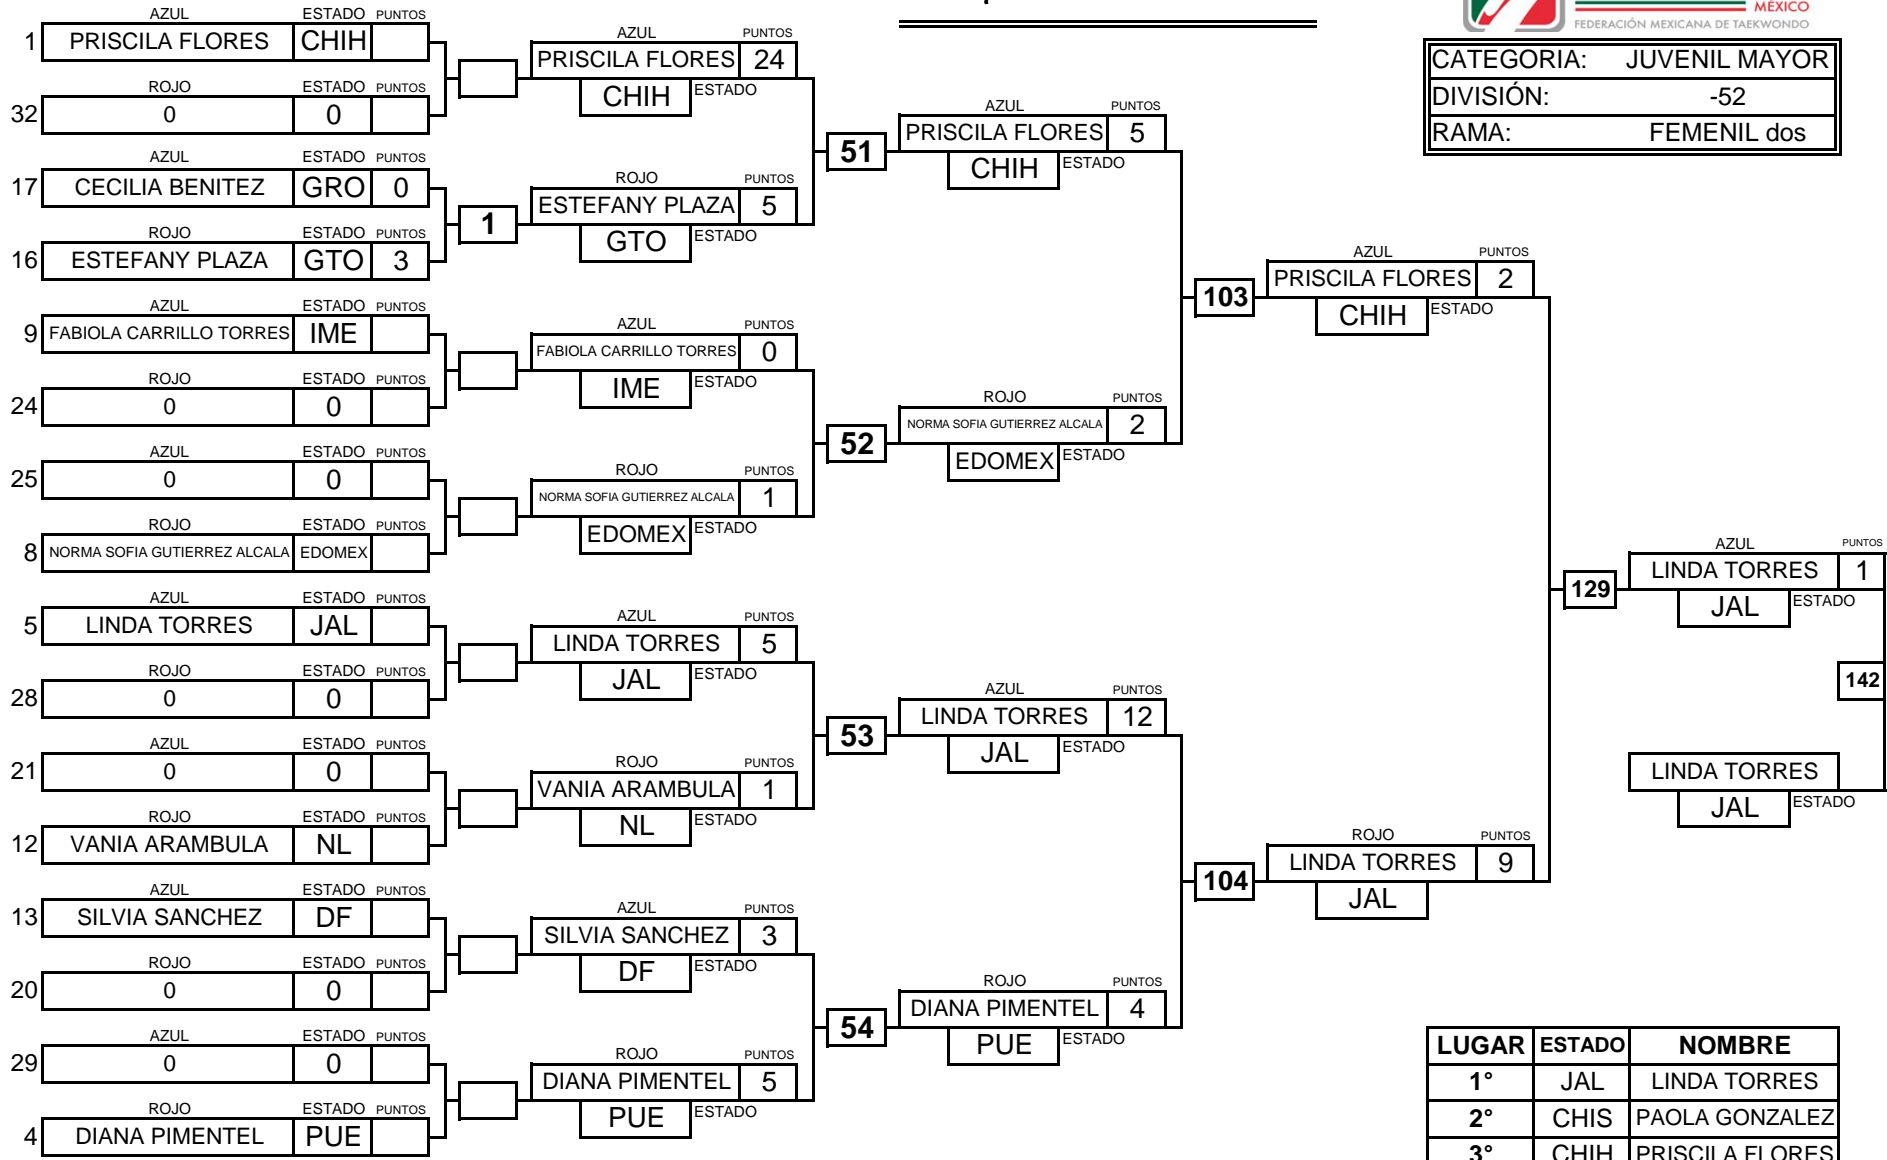 MÉXICO
FEDERACIÓN MEXICANA DE TAEKWONDO
CATEGORIA: JUVENIL MAYOR
DIVISIÓN: -52
RAMA: FEMENIL dos
AZUL ESTADO PUNTOS
1 PRISCILA FLORES CHIH
ROJO ESTADO PUNTOS
32 0 0
AZUL ESTADO PUNTOS
17 CECILIA BENITEZ GRO 0
ROJO ESTADO PUNTOS
16 ESTEFANY PLAZA GTO 3
AZUL ESTADO PUNTOS
9 FABIOLA CARRILLO TORRES IME
ROJO ESTADO PUNTOS
24 0 0
AZUL ESTADO PUNTOS
25 0 0
ROJO ESTADO PUNTOS
8 NORMA SOFIA GUTIERREZ ALCALA EDOMEX
AZUL ESTADO PUNTOS
5 LINDA TORRES JAL
ROJO ESTADO PUNTOS
28 0 0
AZUL ESTADO PUNTOS
21 0 0
ROJO ESTADO PUNTOS
12 VANIA ARAMBULA NL
AZUL ESTADO PUNTOS
13 SILVIA SANCHEZ DF
ROJO ESTADO PUNTOS
20 0 0
AZUL ESTADO PUNTOS
29 0 0
ROJO ESTADO PUNTOS
4 DIANA PIMENTEL PUE
1
AZUL PUNTOS
PRISCILA FLORES 24
CHIH ESTADO
ROJO PUNTOS
ESTEFANY PLAZA 5
GTO ESTADO
AZUL PUNTOS
FABIOLA CARRILLO TORRES 0
IME ESTADO
ROJO PUNTOS
NORMA SOFIA GUTIERREZ ALCALA 1
EDOMEX ESTADO
AZUL PUNTOS
LINDA TORRES 5
JAL ESTADO
ROJO PUNTOS
VANIA ARAMBULA 1
NL ESTADO
AZUL PUNTOS
SILVIA SANCHEZ 3
DF ESTADO
ROJO PUNTOS
DIANA PIMENTEL 5
PUE ESTADO
51
52
53
54
AZUL PUNTOS
PRISCILA FLORES 5
CHIH ESTADO
ROJO PUNTOS
NORMA SOFIA GUTIERREZ ALCALA 2
EDOMEX ESTADO
AZUL PUNTOS
LINDA TORRES 12
JAL ESTADO
ROJO PUNTOS
DIANA PIMENTEL 4
PUE ESTADO
103
104
AZUL PUNTOS
PRISCILA FLORES 2
CHIH ESTADO
ROJO PUNTOS
LINDA TORRES 9
JAL
129
AZUL PUNTOS
LINDA TORRES 1
JAL ESTADO
142
LINDA TORRES
JAL ESTADO
LUGAR ESTADO NOMBRE
1° JAL LINDA TORRES
2° CHIS PAOLA GONZALEZ
3° CHIH PRISCILA FLORES